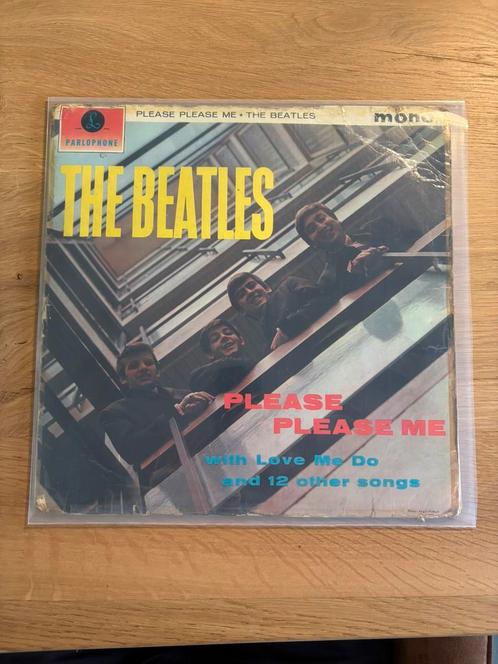 PLEASE PLEASE ME ★ THE BEATLES
mono
PARLOPHONE
THE BEATLES
PLEASE
PLEASE ME
with Love Me Do
and 12 other songs